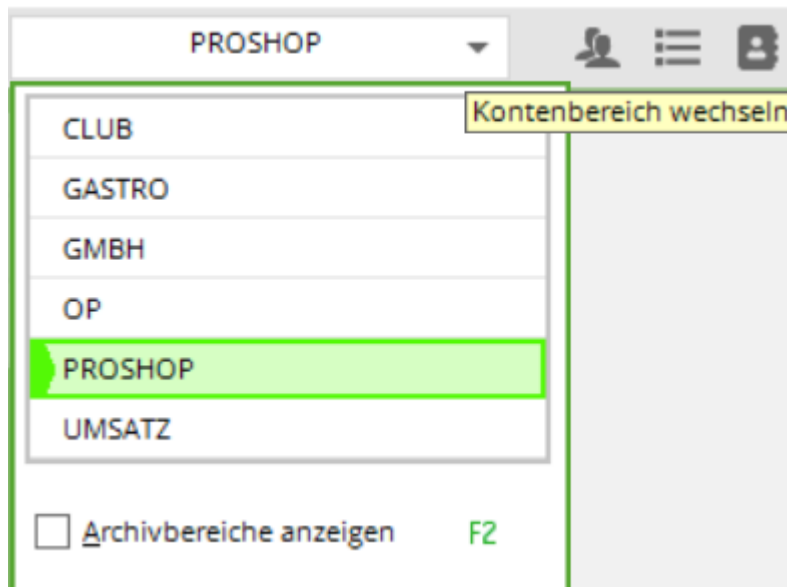 PROSHOP
Kontenbereich wechseln
CLUB
GASTRO
GMBH
OP
PROSHOP
UMSATZ
Archivbereiche anzeigen F2